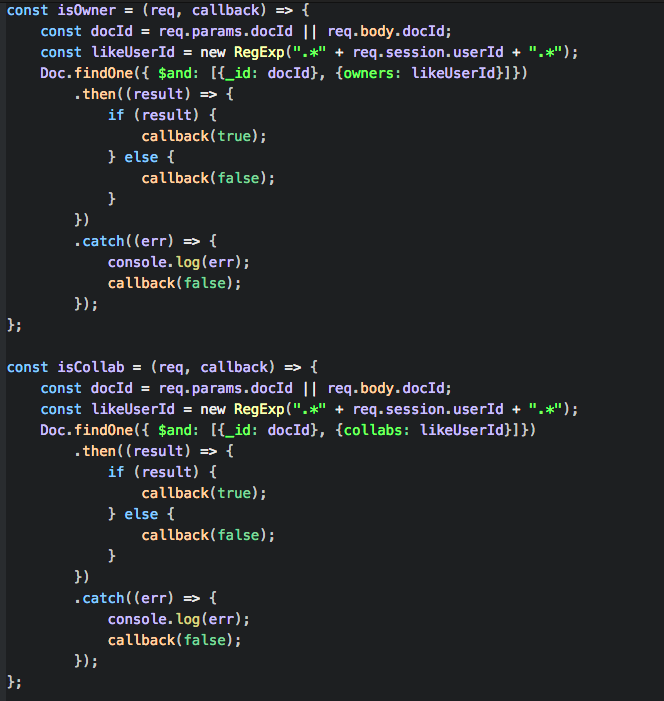 const isOwner = (req, callback) => {
    const docId = req.params.docId || req.body.docId;
    const likeUserId = new RegExp(".*" + req.session.userId + ".*");
    Doc.findOne({ $and: [{_id: docId}, {owners: likeUserId}]})
        .then((result) => {
            if (result) {
                callback(true);
            } else {
                callback(false);
            }
        })
        .catch((err) => {
            console.log(err);
            callback(false);
        });
};

const isCollab = (req, callback) => {
    const docId = req.params.docId || req.body.docId;
    const likeUserId = new RegExp(".*" + req.session.userId + ".*");
    Doc.findOne({ $and: [{_id: docId}, {collabs: likeUserId}]})
        .then((result) => {
            if (result) {
                callback(true);
            } else {
                callback(false);
            }
        })
        .catch((err) => {
            console.log(err);
            callback(false);
        });
};